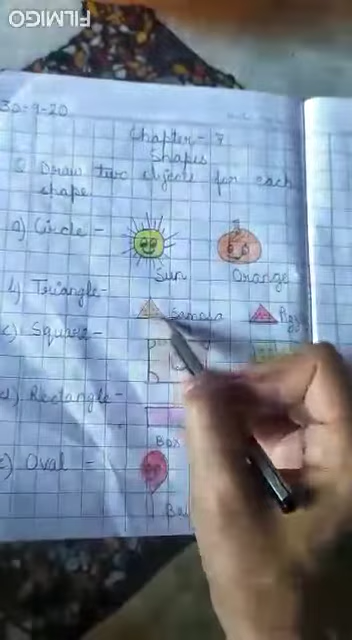 FILMIGO
30-9-20
Chapter - 7
Shapes
Q Draw two objects for each
shape
a) Circle -
Sun Orange
b) Triangle -
Samosa
c) Square -
d) Rectangle -
e) Oval -